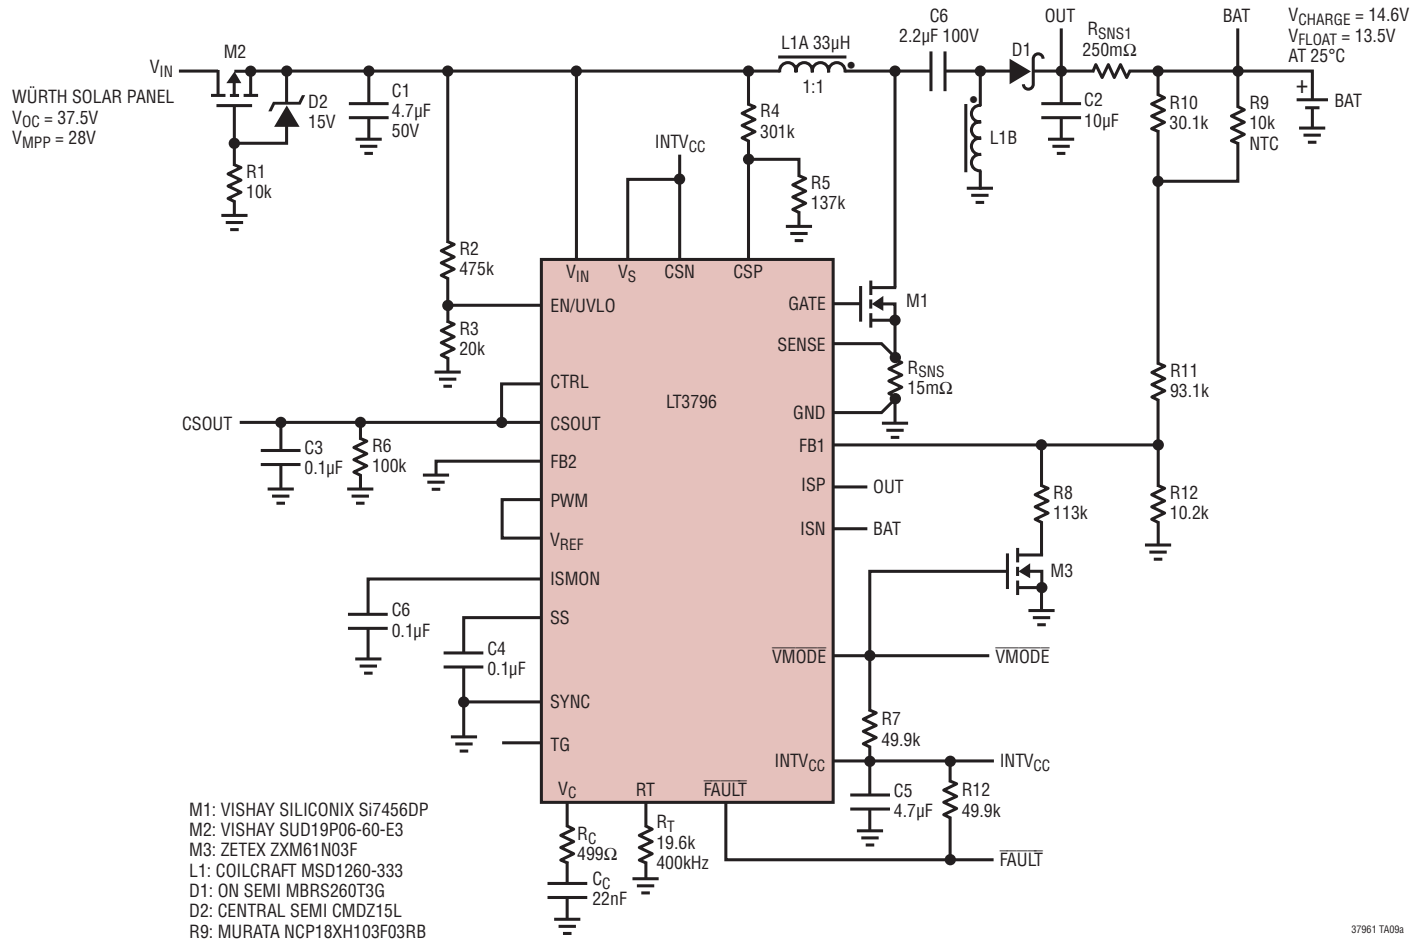 WÜRTH SOLAR PANEL
VOC = 37.5V
VMPP = 28V
VIN
M2
D2
15V
R1
10k
C1
4.7µF
50V
R2
475k
R3
20k
INTVCC
R4
301k
R5
137k
L1A 33µH
1:1
C6
2.2µF 100V
L1B
D1
OUT
C2
10µF
RSNS1
250mΩ
BAT
VCHARGE = 14.6V
VFLOAT = 13.5V
AT 25°C
R10
30.1k
R9
10k
NTC
+
BAT
VIN
VS
CSN
CSP
EN/UVLO
CTRL
CSOUT
FB2
PWM
VREF
ISMON
SS
SYNC
TG
VC
RT
FAULT
LT3796
GATE
SENSE
GND
FB1
ISP
ISN
VMODE
INTVCC
CSOUT
C3
0.1µF
R6
100k
C6
0.1µF
C4
0.1µF
M1
RSNS
15mΩ
R11
93.1k
OUT
BAT
R8
113k
R12
10.2k
M3
VMODE
R7
49.9k
INTVCC
C5
4.7µF
R12
49.9k
FAULT
RC
499Ω
CC
22nF
RT
19.6k
400kHz
M1: VISHAY SILICONIX Si7456DP
M2: VISHAY SUD19P06-60-E3
M3: ZETEX ZXM61N03F
L1: COILCRAFT MSD1260-333
D1: ON SEMI MBRS260T3G
D2: CENTRAL SEMI CMDZ15L
R9: MURATA NCP18XH103F03RB
37961 TA09a